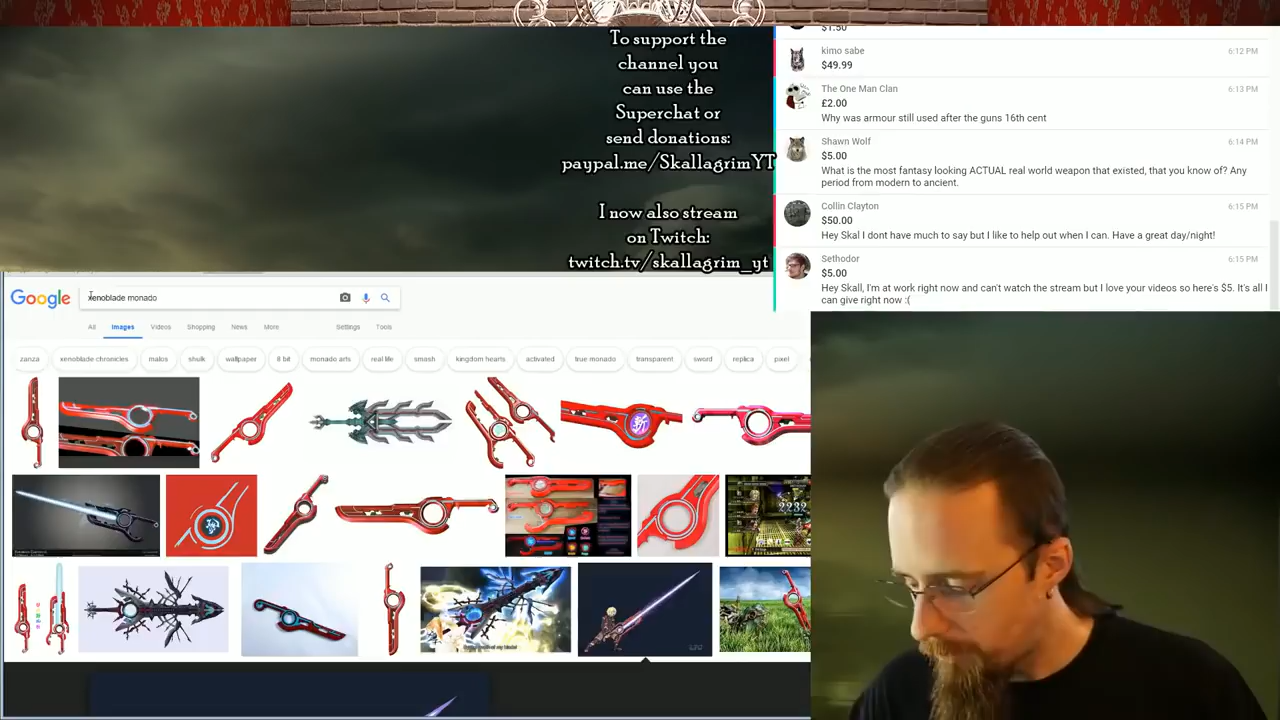 To support the
channel you
can use the
Superchat or
send donations:
paypal.me/SkallagrimYT
I now also stream
on Twitch:
twitch.tv/skallagrim_yt
$1.50
kimo sabe
6:12 PM
$49.99
The One Man Clan
6:13 PM
£2.00
Why was armour still used after the guns 16th cent
Shawn Wolf
6:14 PM
$5.00
What is the most fantasy looking ACTUAL real world weapon that existed, that you know of? Any
period from modern to ancient.
Collin Clayton
6:15 PM
$50.00
Hey Skal I dont have much to say but I like to help out when I can. Have a great day/night!
Sethodor
6:15 PM
$5.00
Hey Skall, I'm at work right now and can't watch the stream but I love your videos so here's $5. It's all I
can give right now :(
Google
xenoblade monado
All Images Videos Shopping News More Settings Tools
zanza xenoblade chronicles malos shulk wallpaper 8 bit monado arts real life smash kingdom hearts activated true monado transparent sword replica pixel